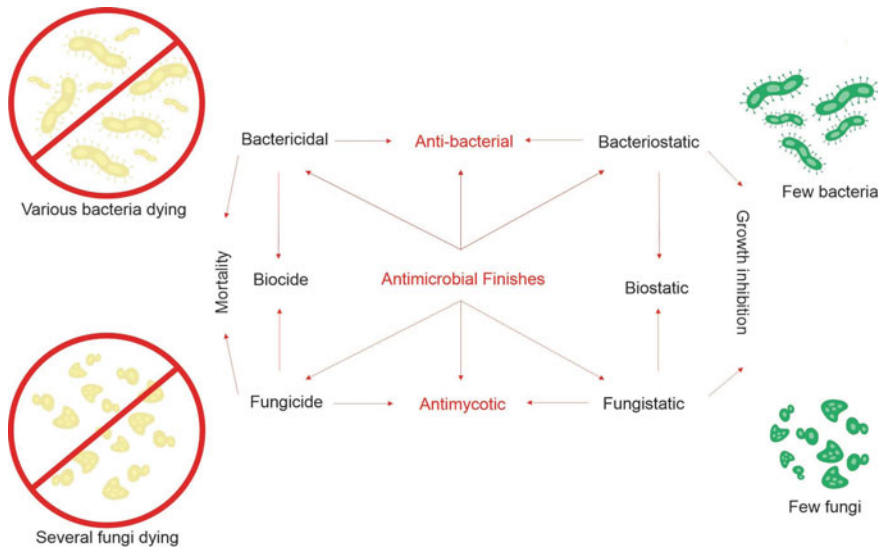 Bactericidal
Anti-bacterial
Bacteriostatic
Various bacteria dying
Few bacteria
Mortality
Biocide
Antimicrobial Finishes
Biostatic
Growth inhibition
Fungicide
Antimycotic
Fungistatic
Several fungi dying
Few fungi